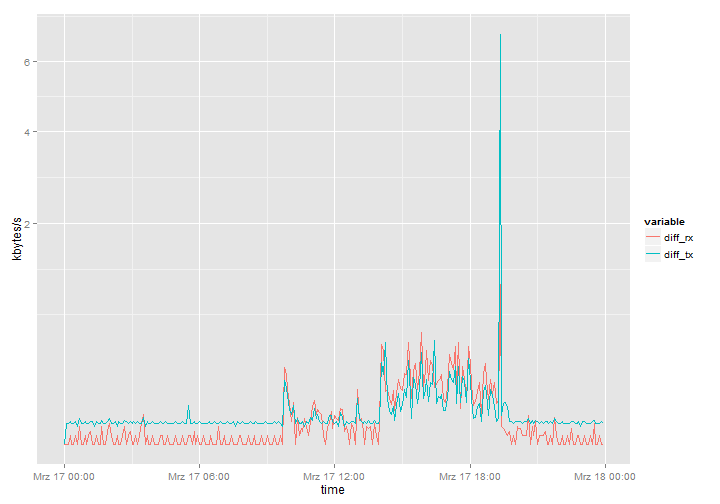 6
4
2
kbytes/s
Mrz 17 00:00
Mrz 17 06:00
Mrz 17 12:00
Mrz 17 18:00
Mrz 18 00:00
time
variable
diff_rx
diff_tx